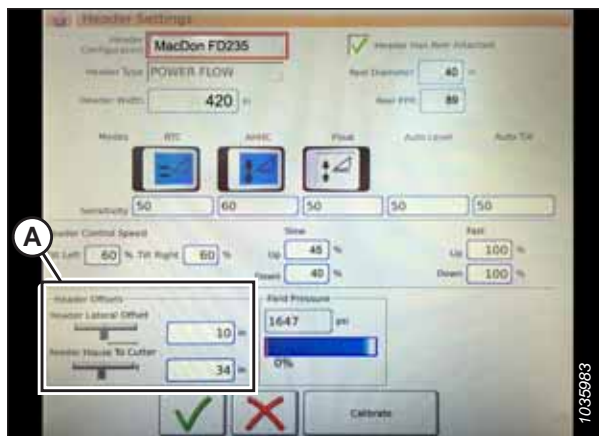 Header Settings
Header Configuration MacDon FD235
Header Has Reel Attached
Header Type POWER FLOW
Reel Diameter 40 in
Header Width 420 in
Reel PPR 89
Modes RTC AHHC Float Auto Level Auto Tilt
Sensitivity 50 60 50 50 50
Header Control Speed
Slow Fast
Tilt Left 60 % Tilt Right 60 %
Up 45 % Up 100 %
Down 40 % Down 100 %
A
Header Offsets
Header Lateral Offset
10 in
Feeder House To Cutter
34 in
Field Pressure
1647 psi
0%
Calibrate
1035983